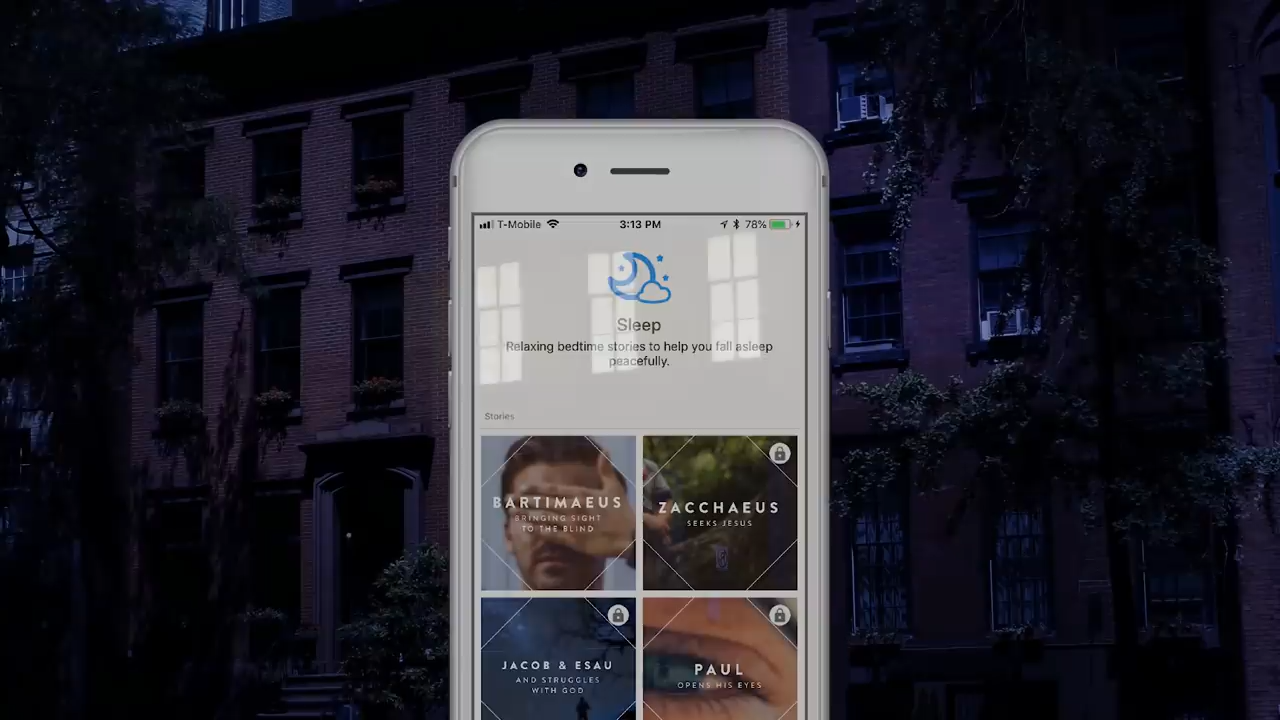 T-Mobile 3:13 PM 78%
Sleep
Relaxing bedtime stories to help you fall asleep
peacefully.
Stories
BARTIMAEUS
BRINGING SIGHT
TO THE BLIND
ZACCHAEUS
SEEKS JESUS
JACOB & ESAU
AND STRUGGLES
WITH GOD
PAUL
OPENS HIS EYES